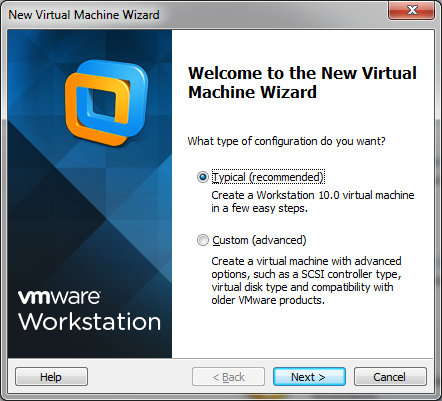 New Virtual Machine Wizard
Welcome to the New Virtual
Machine Wizard
What type of configuration do you want?
Typical (recommended)
Create a Workstation 10.0 virtual machine
in a few easy steps.
Custom (advanced)
Create a virtual machine with advanced
options, such as a SCSI controller type,
virtual disk type and compatibility with
older VMware products.
vmware®
Workstation
Help
< Back
Next >
Cancel